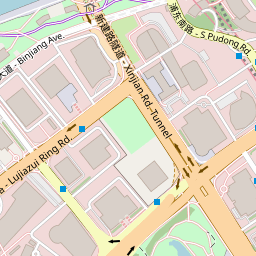 大道 - Binjiang Ave
新建路隧道 - Xinjian Rd. Tunnel
浦东南路 - S Pudong Rd
a - Lujiazui Ring Rd